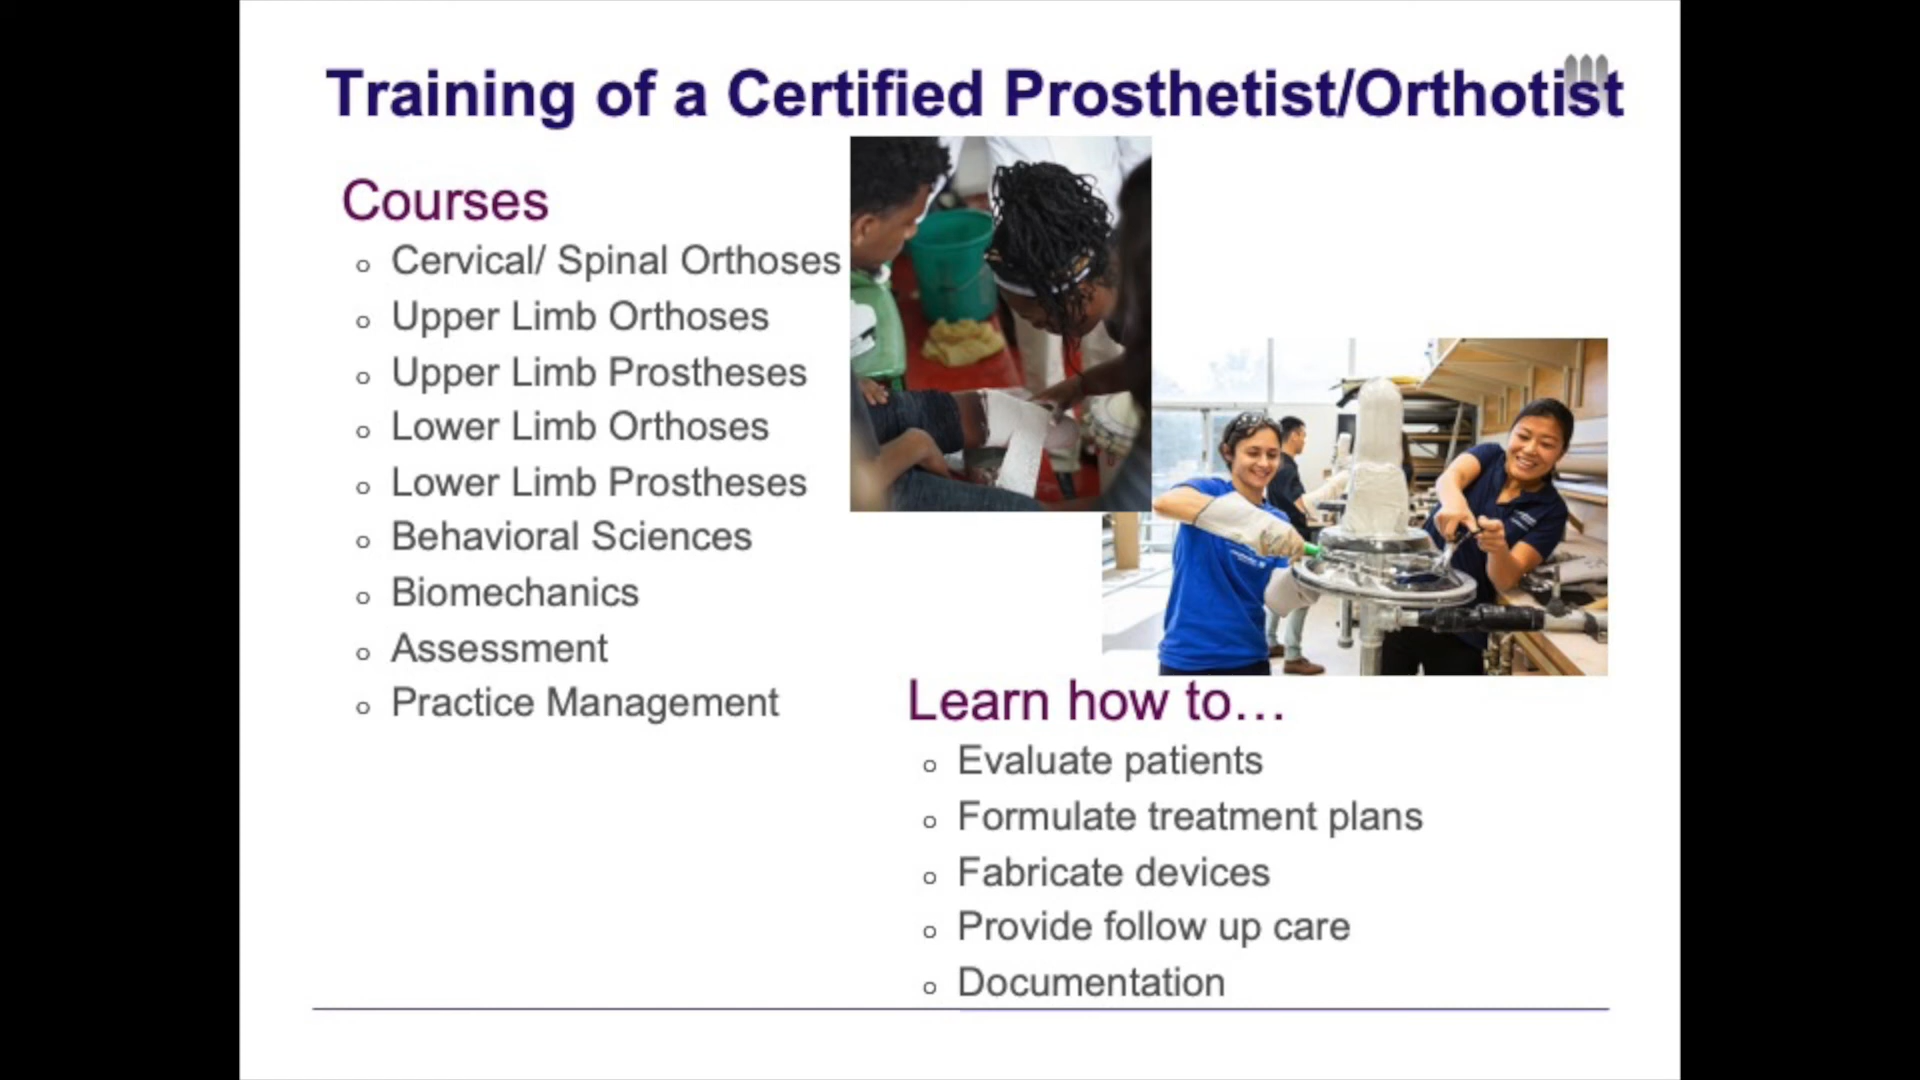 Training of a Certified Prosthetist/Orthotist
Courses
Cervical/ Spinal Orthoses
Upper Limb Orthoses
Upper Limb Prostheses
Lower Limb Orthoses
Lower Limb Prostheses
Behavioral Sciences
Biomechanics
Assessment
Practice Management
Learn how to…
Evaluate patients
Formulate treatment plans
Fabricate devices
Provide follow up care
Documentation